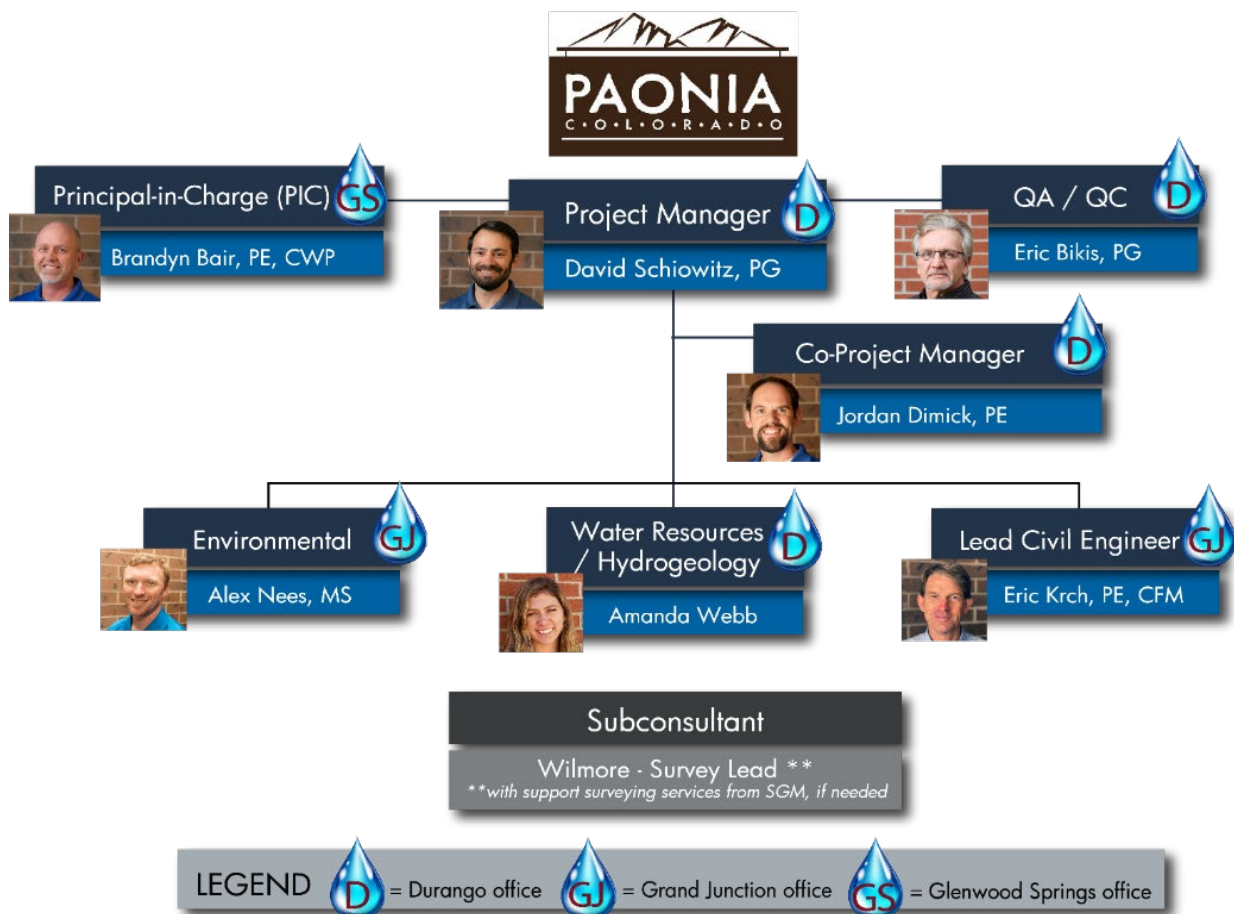 PAONIA
C•O•L•O•R•A•D•O
Principal-in-Charge (PIC)
GS
Brandyn Bair, PE, CWP
Project Manager
D
David Schiowitz, PG
QA / QC
D
Eric Bikis, PG
Co-Project Manager
D
Jordan Dimick, PE
Environmental
GJ
Alex Nees, MS
Water Resources
/ Hydrogeology
D
Amanda Webb
Lead Civil Engineer
GJ
Eric Krch, PE, CFM
Subconsultant
Wilmore - Survey Lead **
**with support surveying services from SGM, if needed
LEGEND D = Durango office GJ = Grand Junction office GS = Glenwood Springs office